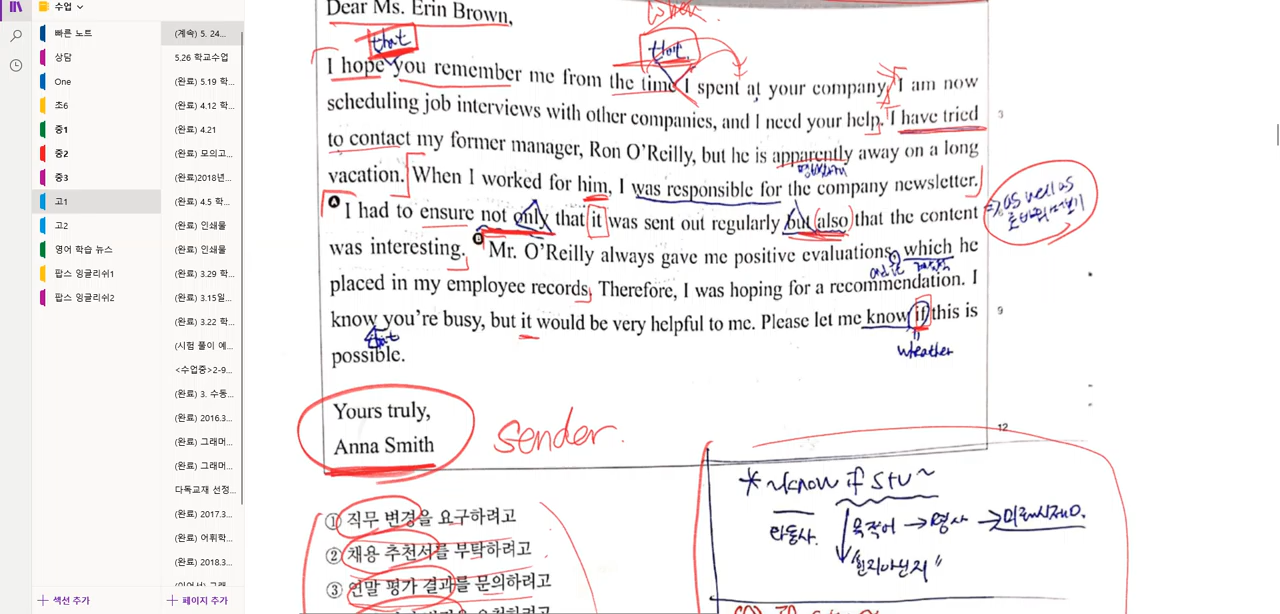 수업
빠른 노트
상담
One
초6
중1
중2
중3
고1
고2
영어 학습 뉴스
팝스 잉글리쉬1
팝스 잉글리쉬2
섹션 추가
(계속) 5. 24...
5.26 학교수업
(완료) 5.19 학...
(완료) 4.12 학...
(완료) 4.21
(완료) 모의고...
(완료)2018년...
(완료) 4.5 학...
(완료) 인쇄물
(완료) 인쇄물
(완료) 3.29 학...
(완료) 3.15일...
(완료) 3.22 학...
(시험 풀이 예...
<수업중>2-9...
(완료) 3. 수동...
(완료) 2016.3...
(완료) 그래머...
(완료) 그래머...
다독교재 선정...
(완료) 2017.3...
(완료) 어휘학...
(완료) 2018.3...
페이지 추가
when
Dear Ms. Erin Brown,
that
that
I hope you remember me from the time I spent at your company. I am now
scheduling job interviews with other companies, and I need your help. I have tried
3
to contact my former manager, Ron O'Reilly, but he is apparently away on a long
vacation. When I worked for him, I was responsible for the company newsletter.
A I had to ensure not only that it was sent out regularly but also that the content
⇒ as well as
was interesting. B Mr. O'Reilly always gave me positive evaluations, which he
and it
placed in my employee records. Therefore, I was hoping for a recommendation. I
know you're busy, but it would be very helpful to me. Please let me know if this is
9
that
wheather
possible.
Yours truly,
Anna Smith
sender.
12
* ~know if S+V ~
타동사.
목적어 → 명사 → 미래시제O.
① 직무 변경을 요구하려고
② 채용 추천서를 부탁하려고
③ 연말 평가 결과를 문의하려고